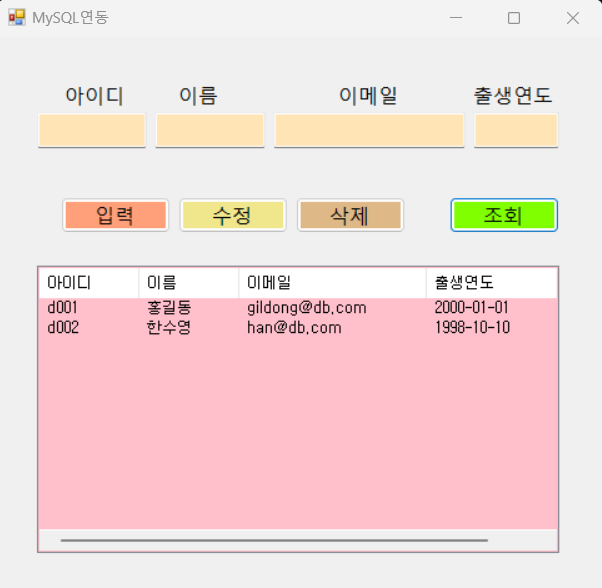 MySQL연동
아이디 이름 이메일 출생연도
입력 수정 삭제 조회
아이디 이름 이메일 출생연도
d001 홍길동 gildong@db.com 2000-01-01
d002 한수영 han@db.com 1998-10-10